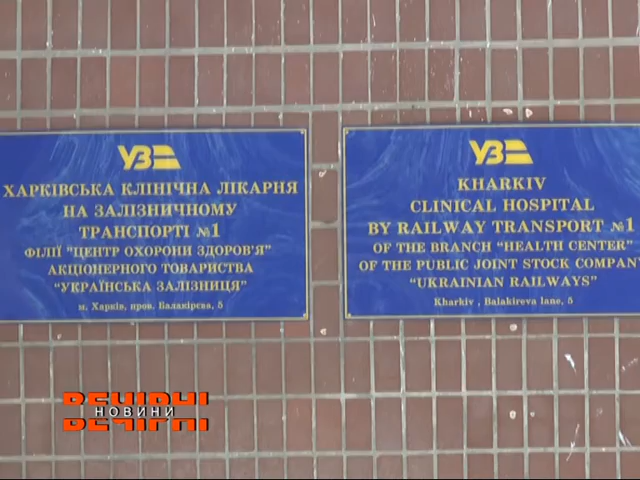 УЗ
ХАРКІВСЬКА КЛІНІЧНА ЛІКАРНЯ
НА ЗАЛІЗНИЧНОМУ
ТРАНСПОРТІ №1
ФІЛІЇ "ЦЕНТР ОХОРОНИ ЗДОРОВ'Я"
АКЦІОНЕРНОГО ТОВАРИСТВА
"УКРАЇНСЬКА ЗАЛІЗНИЦЯ"
м. Харків, пров. Балакірєва, 5
УЗ
KHARKIV
CLINICAL HOSPITAL
BY RAILWAY TRANSPORT №1
OF THE BRANCH "HEALTH CENTER"
OF THE PUBLIC JOINT STOCK COMPANY
"UKRAINIAN RAILWAYS"
Kharkiv , Balakireva lane, 5
ВЕЧІРНІ
НОВИНИ
ВЕЧІРНІ